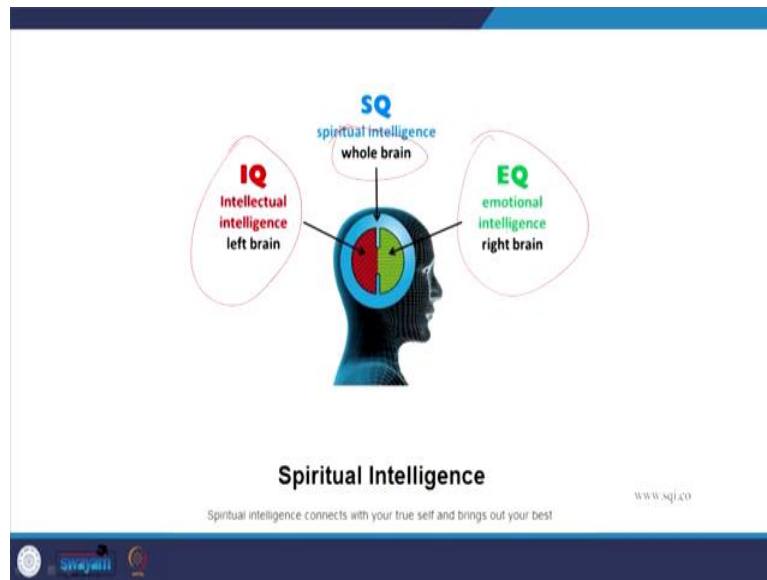 SQ
spiritual intelligence
whole brain
IQ
Intellectual
intelligence
left brain
EQ
emotional
intelligence
right brain
Spiritual Intelligence
www.sqi.co
Spiritual intelligence connects with your true self and brings out your best
swayam